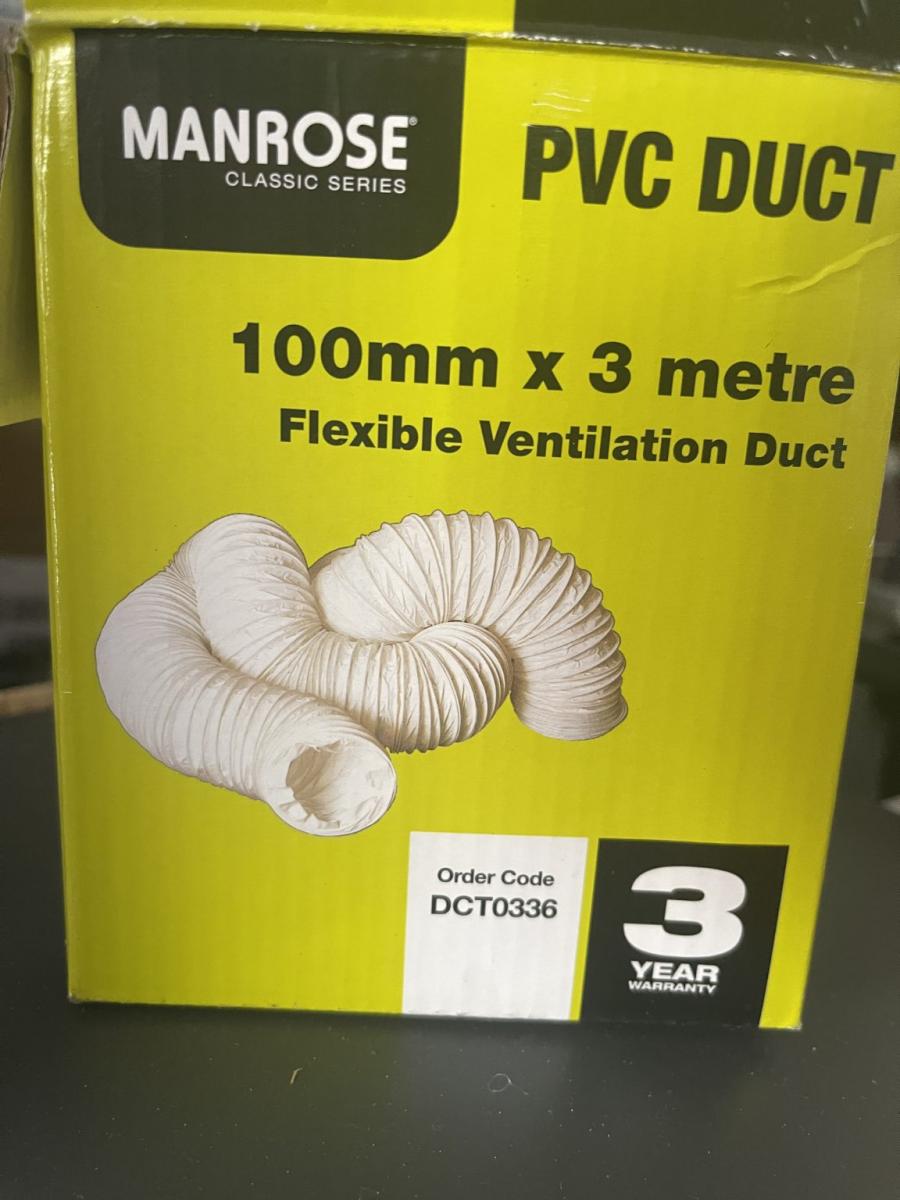 MANROSE®
CLASSIC SERIES
PVC DUCT
100mm x 3 metre
Flexible Ventilation Duct
Order Code
DCT0336
3
YEAR
WARRANTY